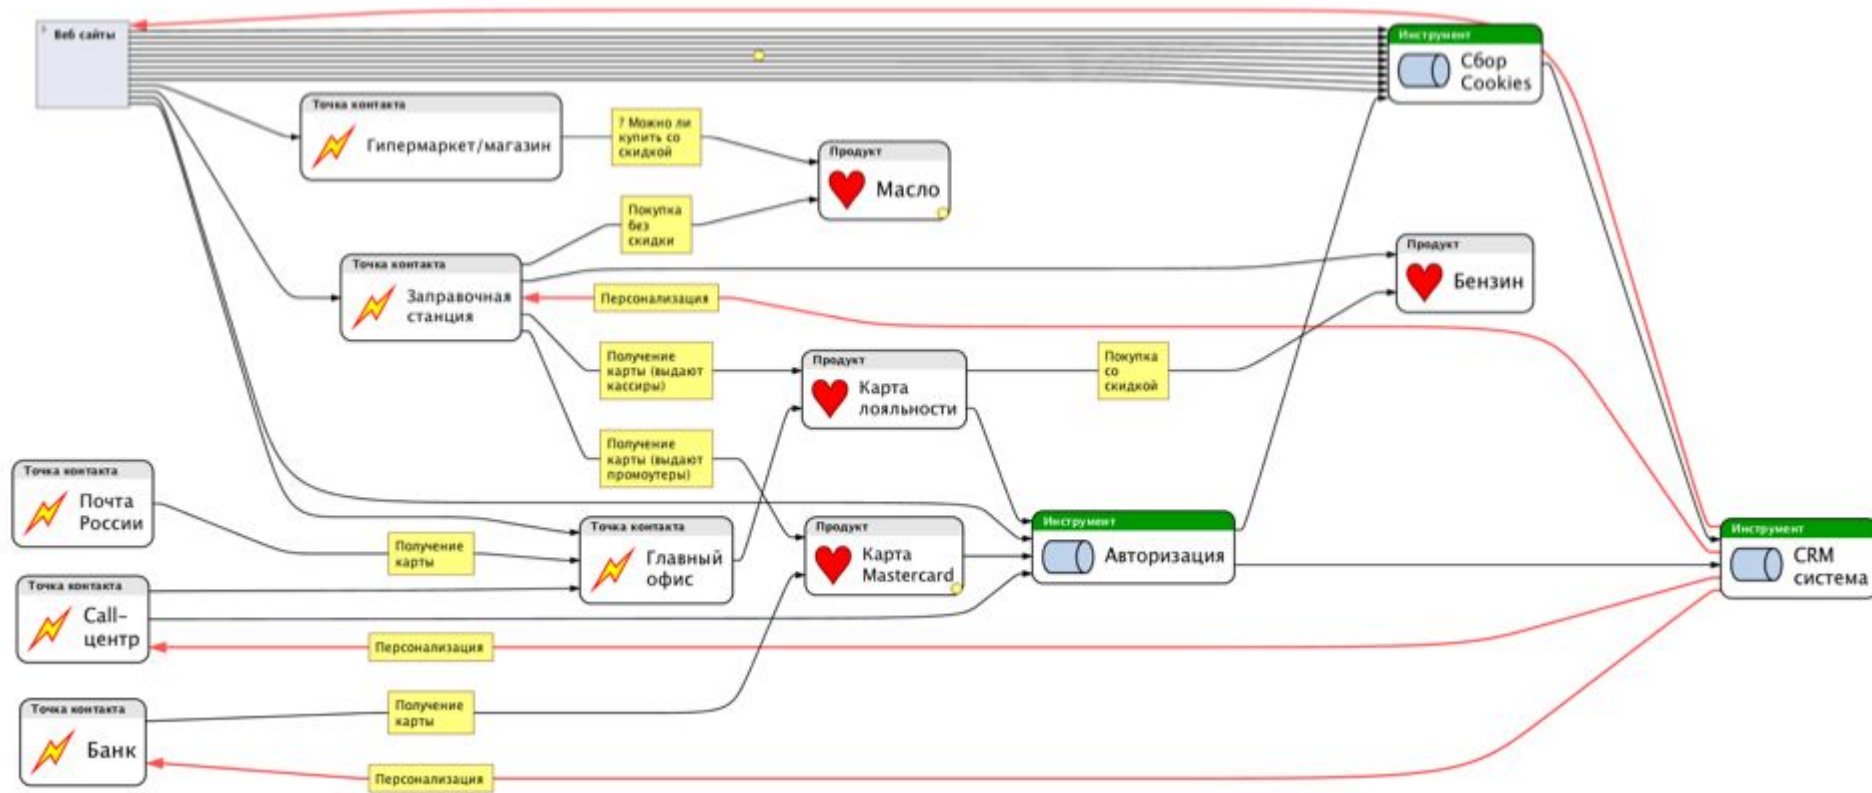 Веб сайты
Инструмент
Сбор
Cookies
Точка контакта
Гипермаркет/магазин
? Можно ли
купить со
скидкой
Продукт
Масло
Покупка
без
скидки
Точка контакта
Заправочная
станция
Персонализация
Продукт
Бензин
Получение
карты (выдают
кассиры)
Продукт
Карта
лояльности
Покупка
со
скидкой
Получение
карты (выдают
промоутеры)
Точка контакта
Почта
России
Получение
карты
Точка контакта
Главный
офис
Продукт
Карта
Mastercard
Инструмент
Авторизация
Инструмент
CRM
система
Точка контакта
Call-
центр
Персонализация
Точка контакта
Банк
Получение
карты
Персонализация